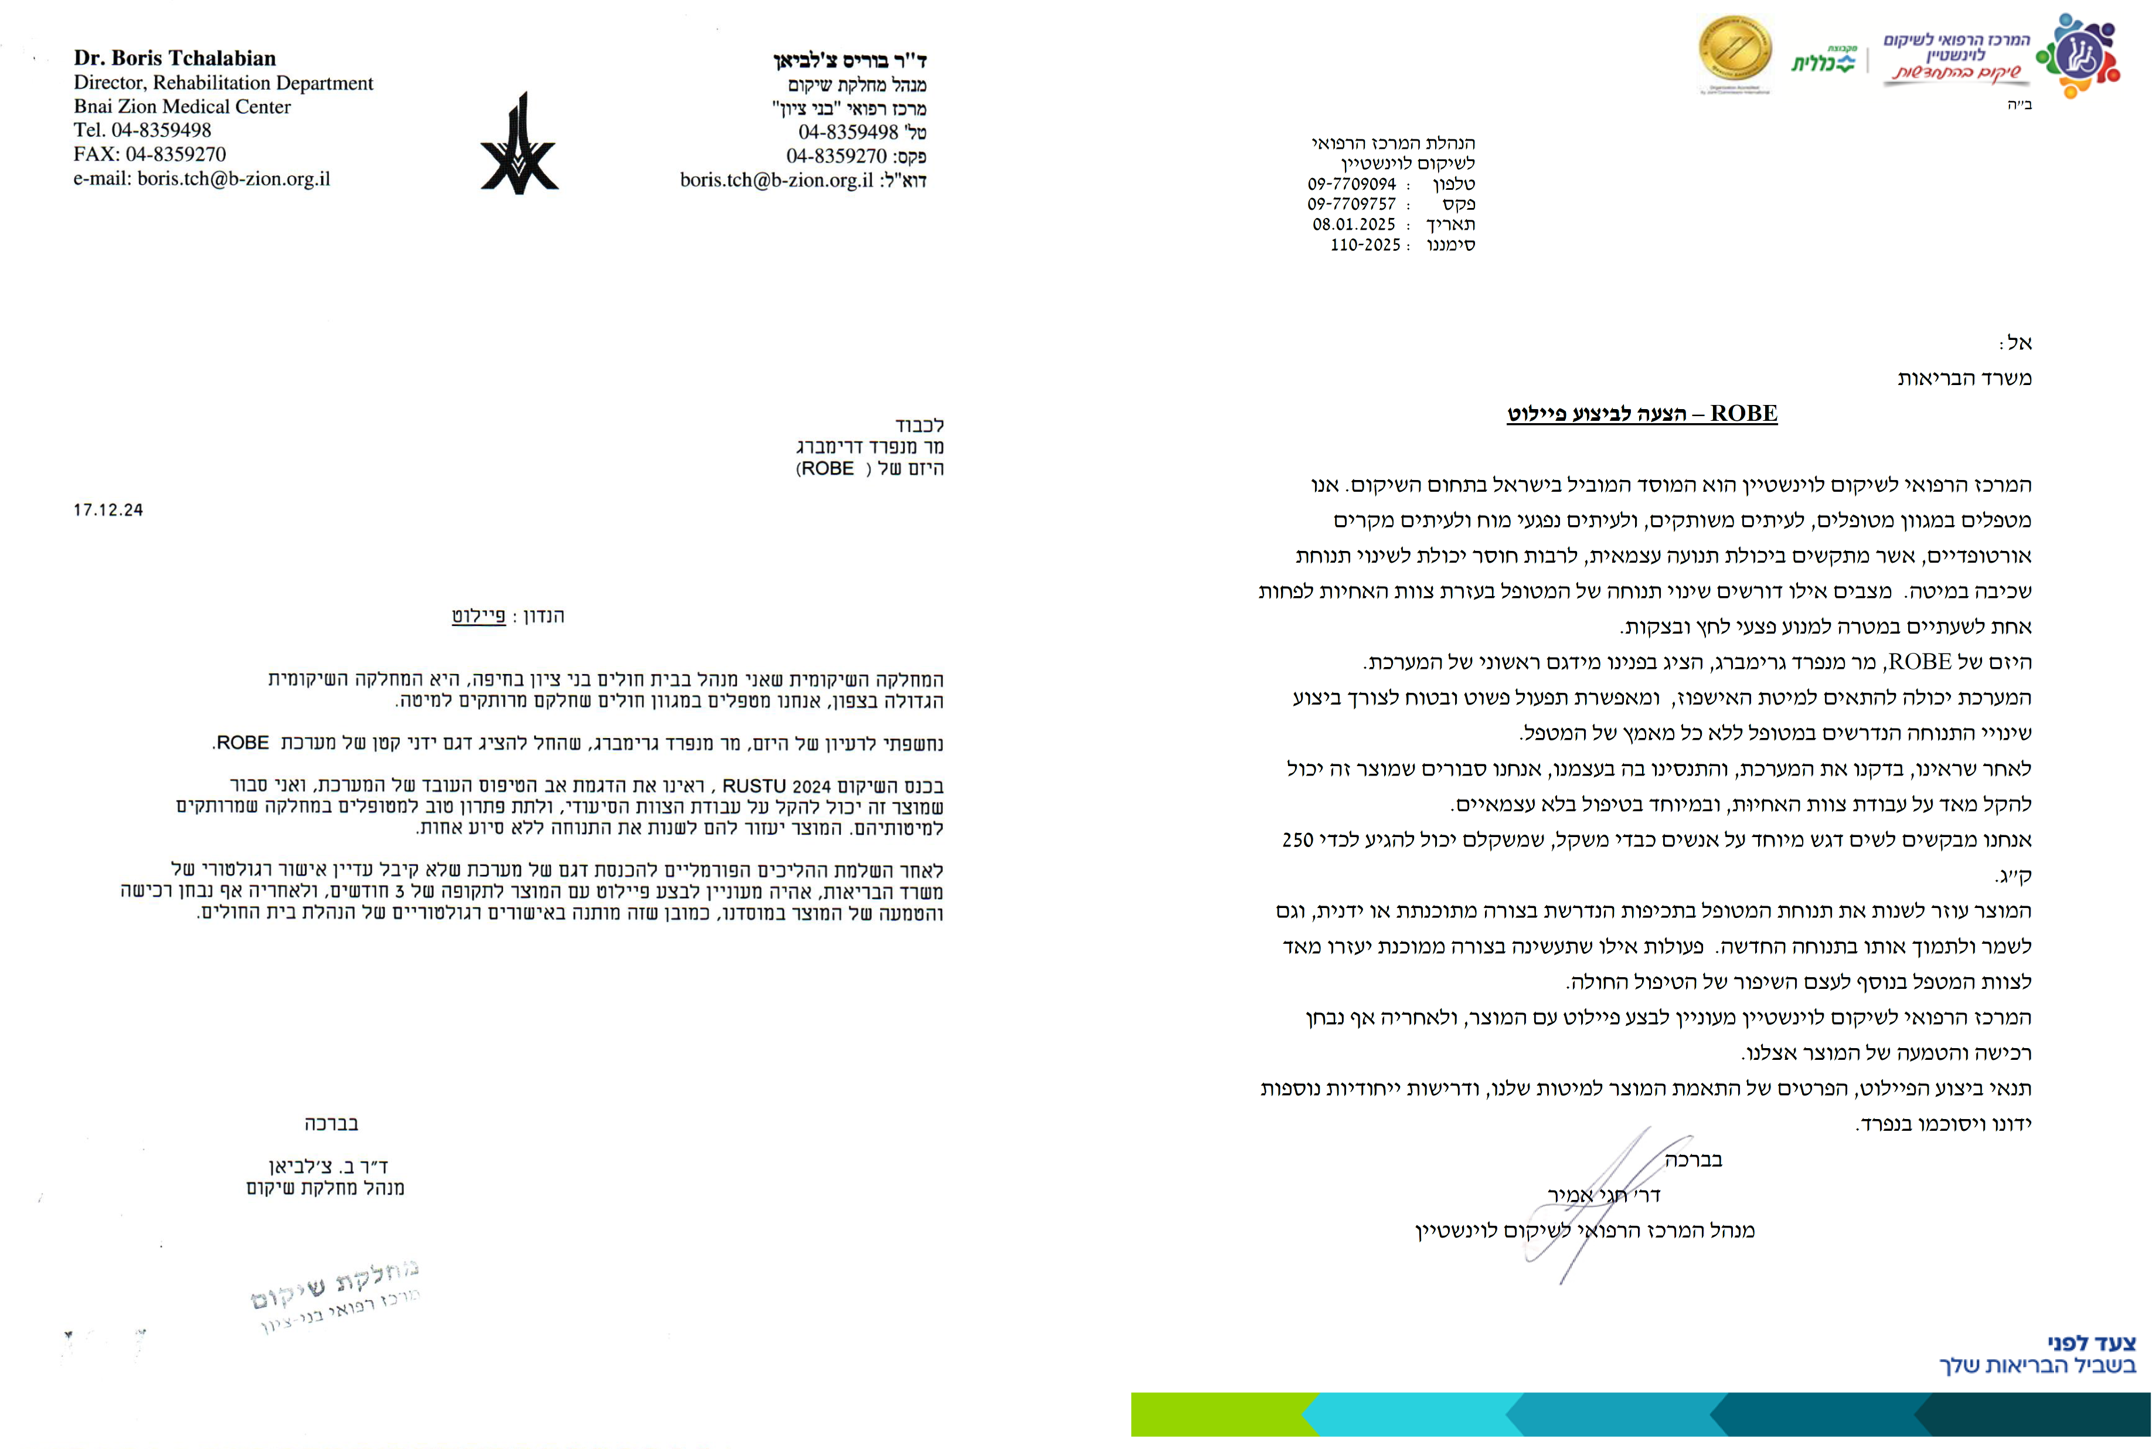 Dr. Boris Tchalabian
Director, Rehabilitation Department
Bnai Zion Medical Center
Tel. 04-8359498
FAX: 04-8359270
e-mail: boris.tch@b-zion.org.il
ד"ר בוריס צ'לביאן
מנהל מחלקת שיקום
מרכז רפואי "בני ציון"
טל' 04-8359498
פקס: 04-8359270
דוא"ל: boris.tch@b-zion.org.il
לכבוד
מר מנפרד דרימברג
היזם של ( ROBE)
17.12.24
הנדון : פיילוט
המחלקה השיקומית שאני מנהל בבית חולים בני ציון בחיפה, היא המחלקה השיקומית
הגדולה בצפון, אנחנו מטפלים במגוון חולים שחלקם מרותקים למיטה.
נחשפתי לרעיון של היזם, מר מנפרד גרימברג, שהחל להציג דגם ידני קטן של מערכת ROBE.
בכנס השיקום RUSTU 2024 , ראינו את הדגמת אב הטיפוס העובד של המערכת, ואני סבור
שמוצר זה יכול להקל על עבודת הצוות הסיעודי, ולתת פתרון טוב למטופלים במחלקה שמרותקים
למיטותיהם. המוצר יעזור להם לשנות את התנוחה ללא סיוע אחות.
לאחר השלמת ההליכים הפורמליים להכנסת דגם של מערכת שלא קיבל עדיין אישור רגולטורי של
משרד הבריאות, אהיה מעוניין לבצע פיילוט עם המוצר לתקופה של 3 חודשים, ולאחריה אף נבחן רכישה
והטמעה של המוצר במוסדנו, כמובן שזה מותנה באישורים רגולטוריים של הנהלת בית החולים.
בברכה
ד"ר ב. צ'לביאן
מנהל מחלקת שיקום
מחלקת שיקום
מרכז רפואי בני-ציון
המרכז הרפואי לשיקום
לוינשטיין
שיקום בהתחדשות
מקבוצת
כללית
ב"ה
הנהלת המרכז הרפואי
לשיקום לוינשטיין
טלפון : 09-7709094
פקס : 09-7709757
תאריך : 08.01.2025
סימננו : 110-2025
אל :
משרד הבריאות
ROBE – הצעה לביצוע פיילוט
המרכז הרפואי לשיקום לוינשטיין הוא המוסד המוביל בישראל בתחום השיקום. אנו
מטפלים במגוון מטופלים, לעיתים משותקים, ולעיתים נפגעי מוח ולעיתים מקרים
אורטופדיים, אשר מתקשים ביכולת תנועה עצמאית, לרבות חוסר יכולת לשינוי תנוחת
שכיבה במיטה. מצבים אילו דורשים שינוי תנוחה של המטופל בעזרת צוות האחיות לפחות
אחת לשעתיים במטרה למנוע פצעי לחץ ובצקות.
היזם של ROBE, מר מנפרד גרימברג, הציג בפנינו מידגם ראשוני של המערכת.
המערכת יכולה להתאים למיטת האישפוז, ומאפשרת תפעול פשוט ובטוח לצורך ביצוע
שינויי התנוחה הנדרשים במטופל ללא כל מאמץ של המטפל.
לאחר שראינו, בדקנו את המערכת, והתנסינו בה בעצמנו, אנחנו סבורים שמוצר זה יכול
להקל מאד על עבודת צוות האחיות, ובמיוחד בטיפול בלא עצמאיים.
אנחנו מבקשים לשים דגש מיוחד על אנשים כבדי משקל, שמשקלם יכול להגיע לכדי 250
ק"ג.
המוצר עוזר לשנות את תנוחת המטופל בתכיפות הנדרשת בצורה מתוכנתת או ידנית, וגם
לשמר ולתמוך אותו בתנוחה החדשה. פעולות אילו שתעשינה בצורה ממוכנת יעזרו מאד
לצוות המטפל בנוסף לעצם השיפור של הטיפול החולה.
המרכז הרפואי לשיקום לוינשטיין מעוניין לבצע פיילוט עם המוצר, ולאחריה אף נבחן
רכישה והטמעה של המוצר אצלנו.
תנאי ביצוע הפיילוט, הפרטים של התאמת המוצר למיטות שלנו, ודרישות ייחודיות נוספות
ידונו ויסוכמו בנפרד.
בברכה
דר' חגי אמיר
מנהל המרכז הרפואי לשיקום לוינשטיין
צעד לפני
בשביל הבריאות שלך